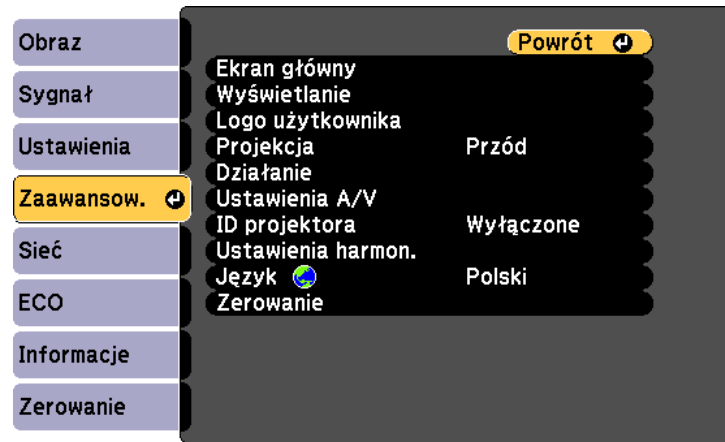 Obraz
Sygnał
Ustawienia
Zaawansow.
Sieć
ECO
Informacje
Zerowanie
Powrót
Ekran główny
Wyświetlanie
Logo użytkownika
Projekcja Przód
Działanie
Ustawienia A/V
ID projektora Wyłączone
Ustawienia harmon.
Język Polski
Zerowanie